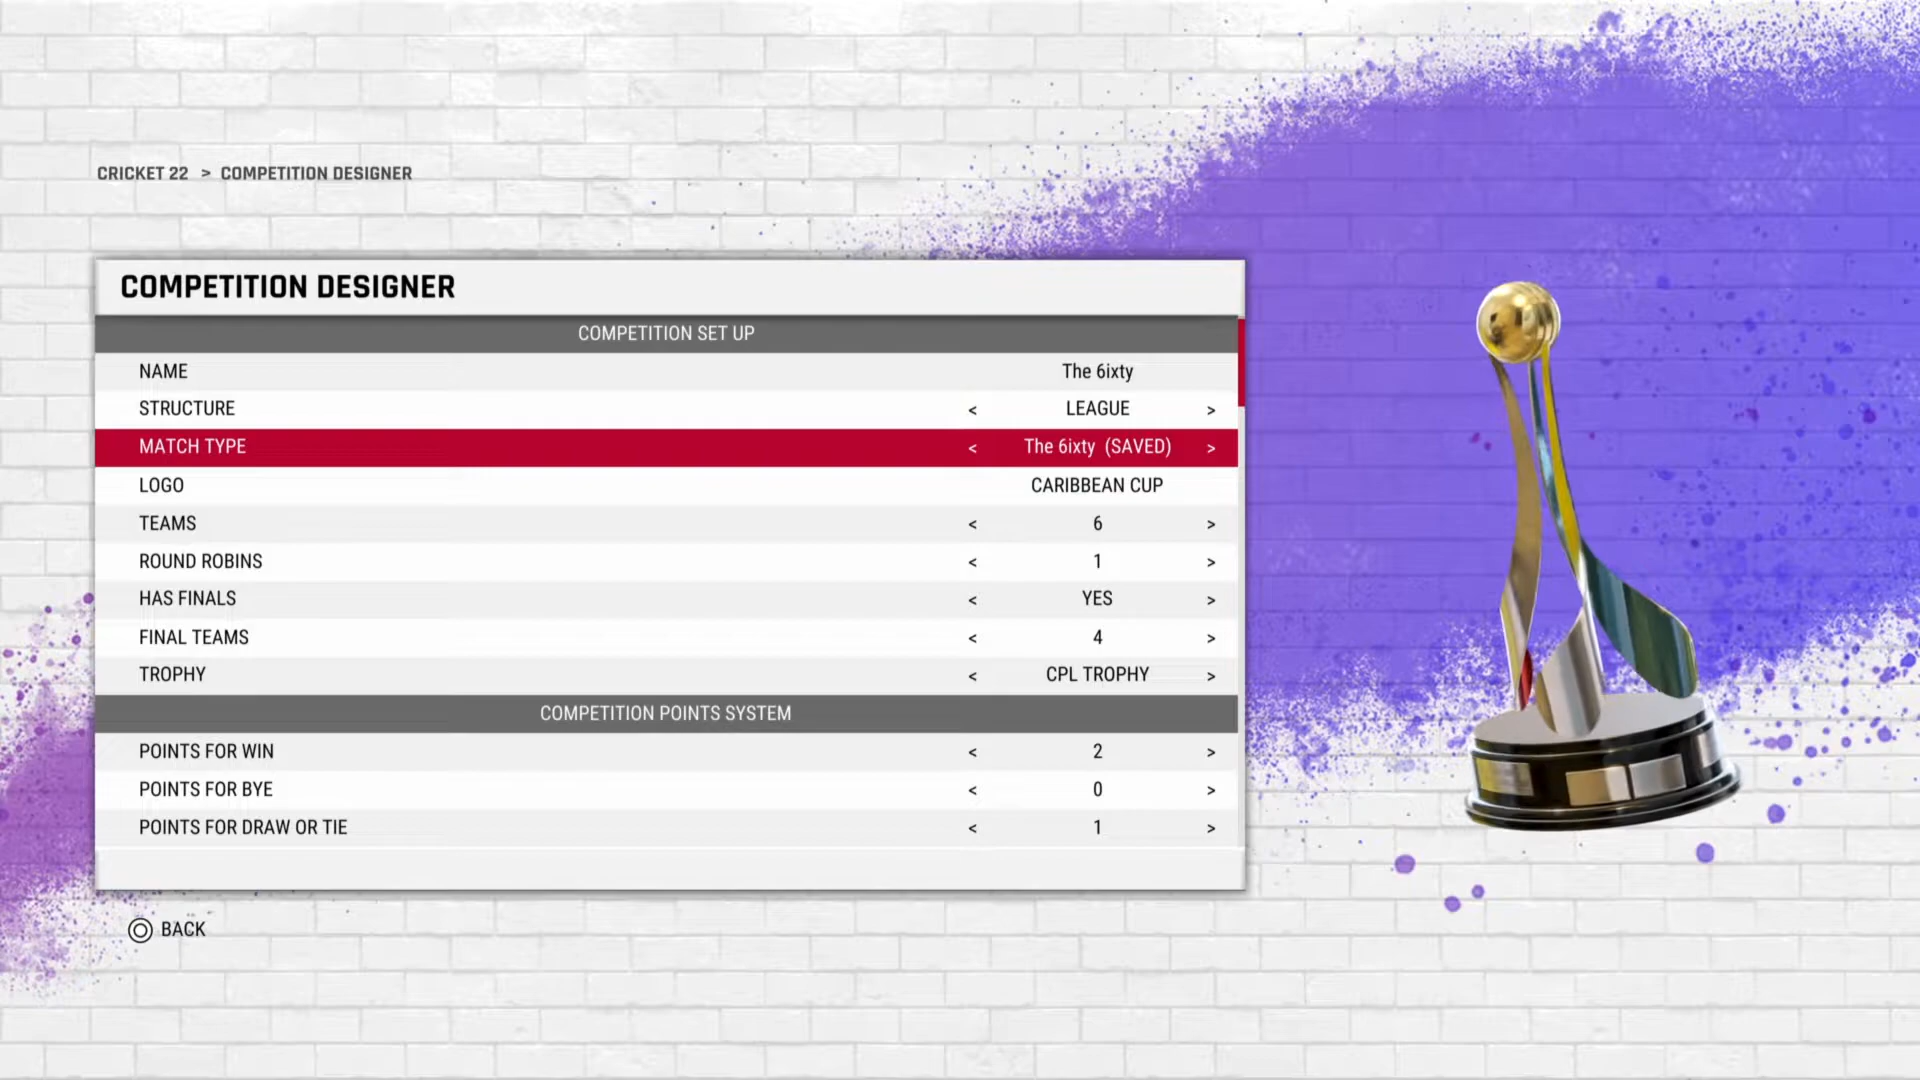 CRICKET 22 > COMPETITION DESIGNER
COMPETITION DESIGNER
COMPETITION SET UP
NAME The 6ixty
STRUCTURE < LEAGUE >
MATCH TYPE < The 6ixty (SAVED) >
LOGO CARIBBEAN CUP
TEAMS < 6 >
ROUND ROBINS < 1 >
HAS FINALS < YES >
FINAL TEAMS < 4 >
TROPHY < CPL TROPHY >
COMPETITION POINTS SYSTEM
POINTS FOR WIN < 2 >
POINTS FOR BYE < 0 >
POINTS FOR DRAW OR TIE < 1 >
BACK